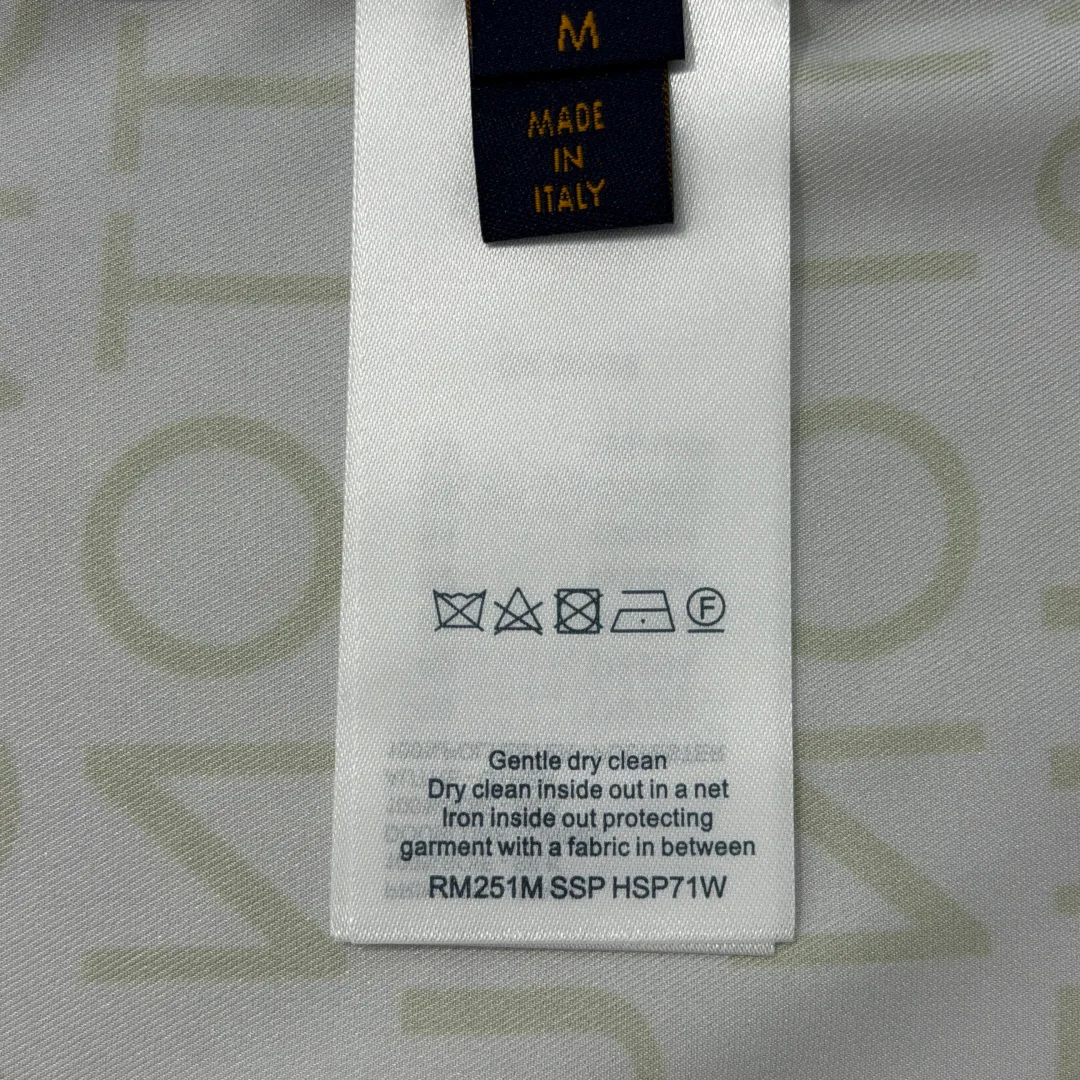 M
MADE
IN
ITALY
F
Gentle dry clean
Dry clean inside out in a net
Iron inside out protecting
garment with a fabric in between
RM251M SSP HSP71W